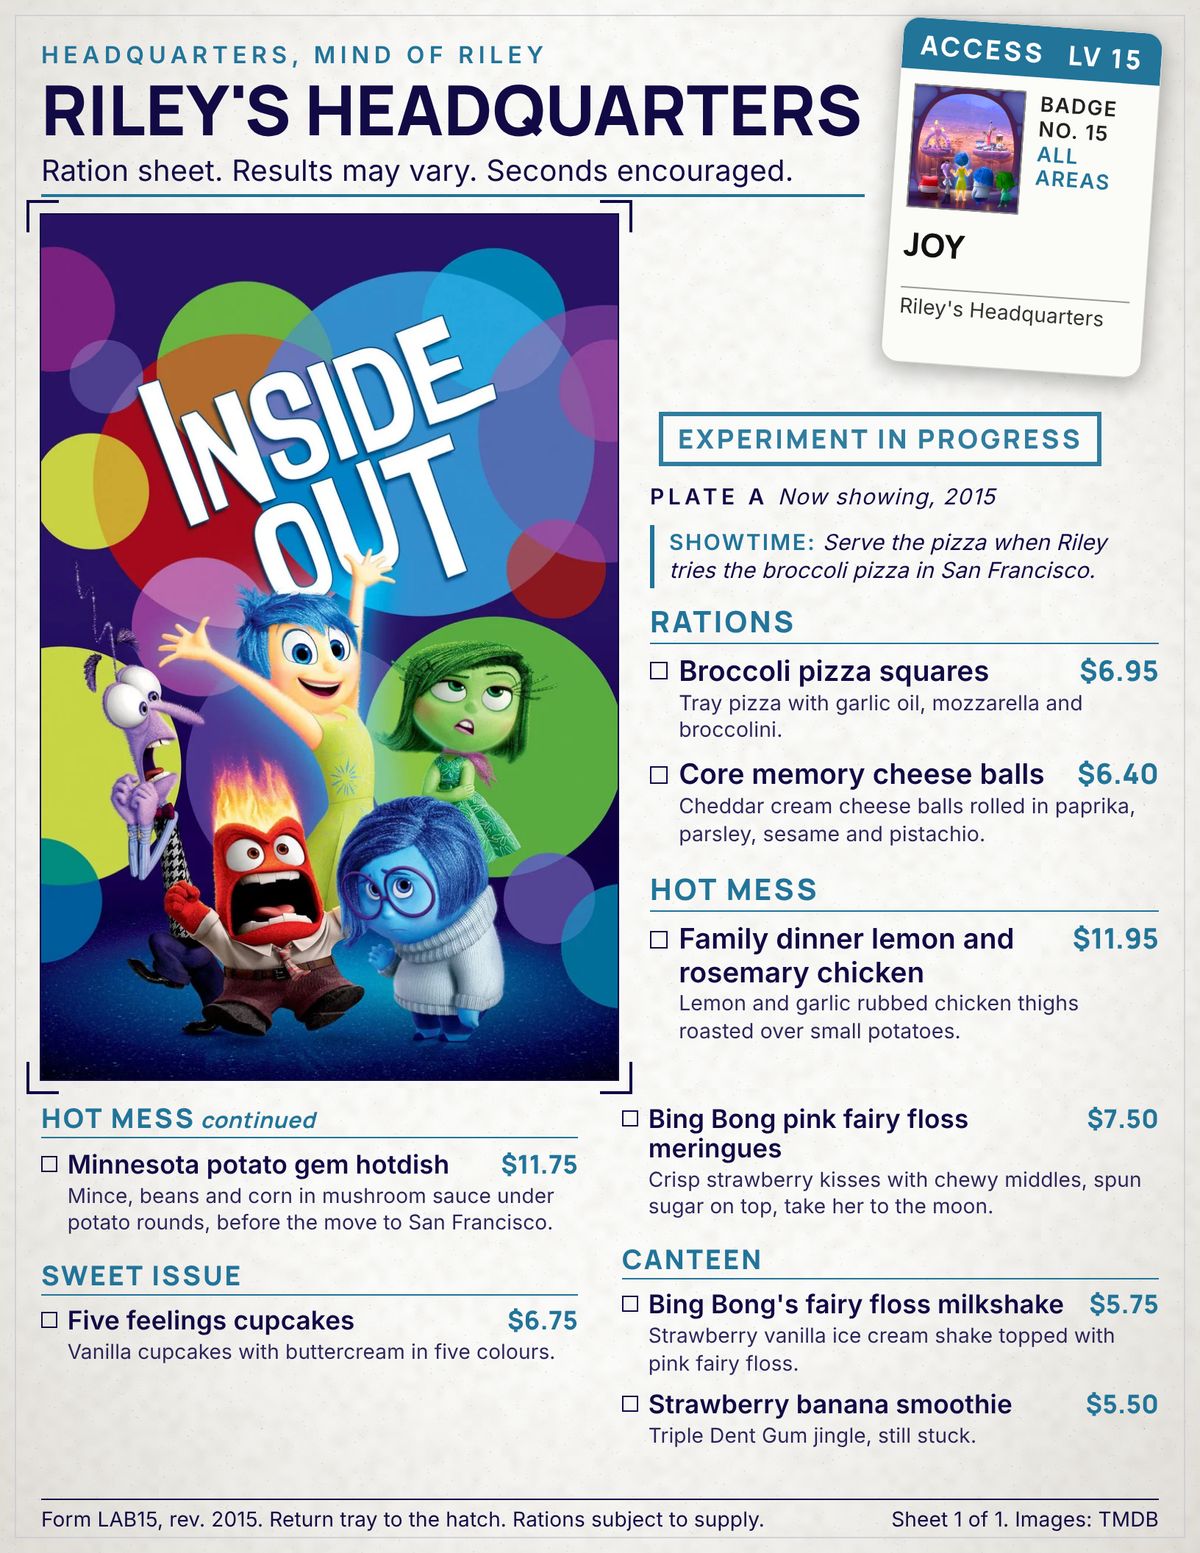 HEADQUARTERS, MIND OF RILEY
RILEY'S HEADQUARTERS
Ration sheet. Results may vary. Seconds encouraged.
ACCESS LV 15
BADGE
NO. 15
ALL
AREAS
JOY
Riley's Headquarters
INSIDE
OUT
EXPERIMENT IN PROGRESS
PLATE A Now showing, 2015
SHOWTIME: Serve the pizza when Riley
tries the broccoli pizza in San Francisco.
RATIONS
Broccoli pizza squares $6.95
Tray pizza with garlic oil, mozzarella and
broccolini.
Core memory cheese balls $6.40
Cheddar cream cheese balls rolled in paprika,
parsley, sesame and pistachio.
HOT MESS
Family dinner lemon and $11.95
rosemary chicken
Lemon and garlic rubbed chicken thighs
roasted over small potatoes.
HOT MESS continued
Minnesota potato gem hotdish $11.75
Mince, beans and corn in mushroom sauce under
potato rounds, before the move to San Francisco.
SWEET ISSUE
Five feelings cupcakes $6.75
Vanilla cupcakes with buttercream in five colours.
Bing Bong pink fairy floss $7.50
meringues
Crisp strawberry kisses with chewy middles, spun
sugar on top, take her to the moon.
CANTEEN
Bing Bong's fairy floss milkshake $5.75
Strawberry vanilla ice cream shake topped with
pink fairy floss.
Strawberry banana smoothie $5.50
Triple Dent Gum jingle, still stuck.
Form LAB15, rev. 2015. Return tray to the hatch. Rations subject to supply.
Sheet 1 of 1. Images: TMDB